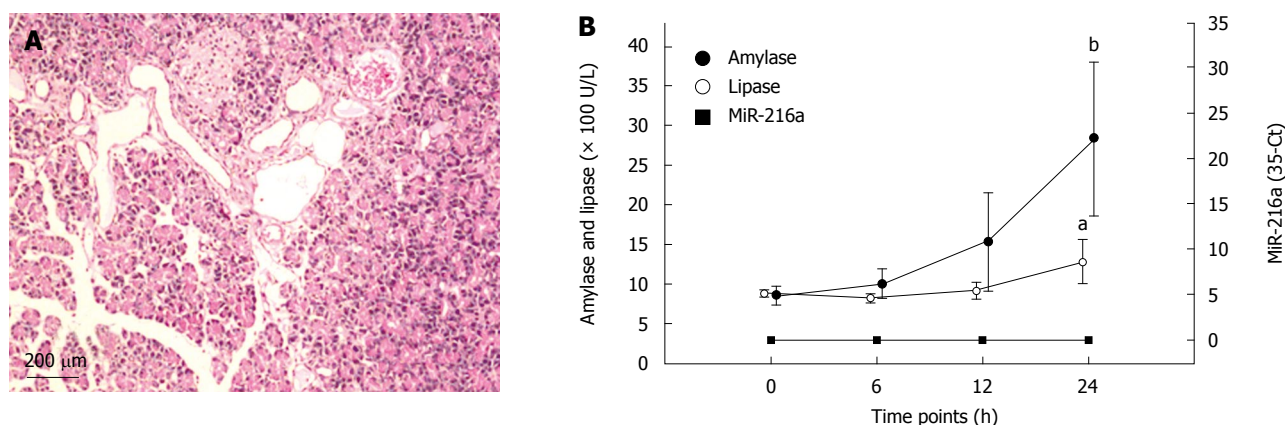 A
200 μm
B
Amylase and lipase (× 100 U/L)
40
35
30
25
20
15
10
5
0
Amylase
Lipase
MiR-216a
b
a
35
30
25
20
15
10
5
0
MiR-216a (35-Ct)
0 6 12 24
Time points (h)